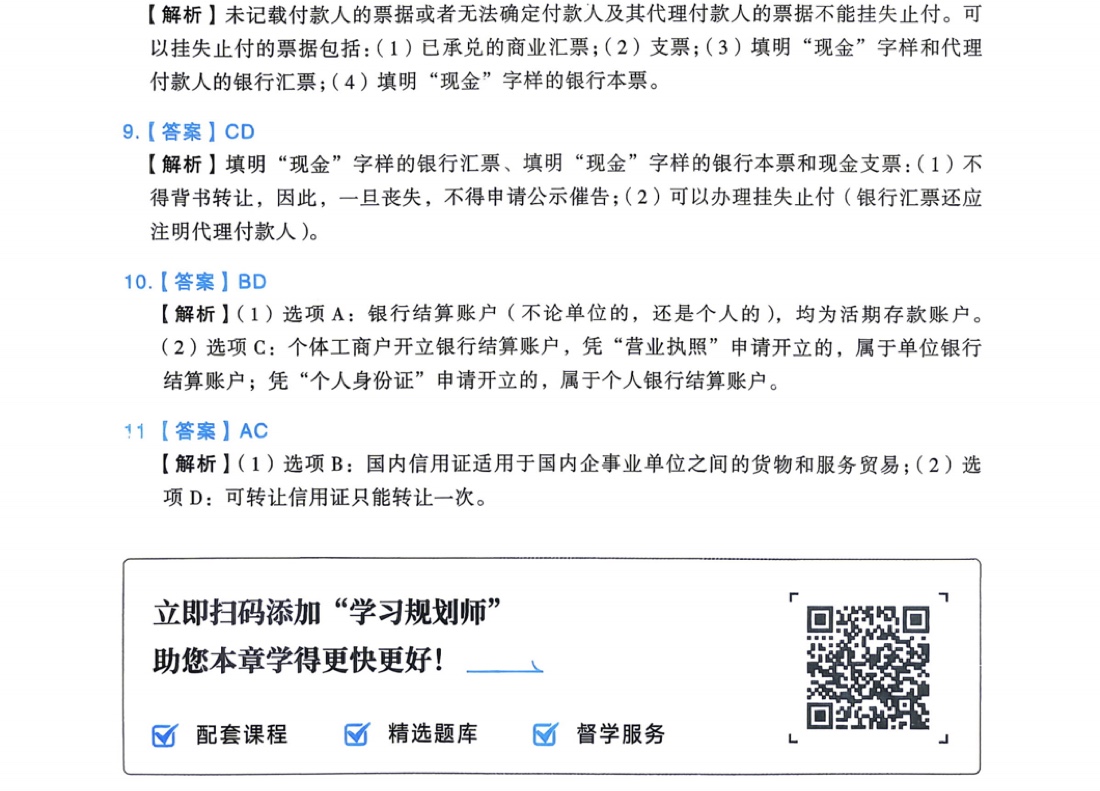 【解析】未记载付款人的票据或者无法确定付款人及其代理付款人的票据不能挂失止付。可
以挂失止付的票据包括:(1)已承兑的商业汇票;(2)支票;(3)填明“现金”字样和代理
付款人的银行汇票;(4)填明“现金”字样的银行本票。
9.【答案】CD
【解析】填明“现金”字样的银行汇票、填明“现金”字样的银行本票和现金支票:(1)不
得背书转让，因此，一旦丧失，不得申请公示催告;(2)可以办理挂失止付(银行汇票还应
注明代理付款人)。
10.【答案】BD
【解析】(1)选项 A：银行结算账户(不论单位的，还是个人的)，均为活期存款账户。
(2)选项 C：个体工商户开立银行结算账户，凭“营业执照”申请开立的，属于单位银行
结算账户；凭“个人身份证”申请开立的，属于个人银行结算账户。
11【答案】AC
【解析】(1)选项 B：国内信用证适用于国内企事业单位之间的货物和服务贸易;(2)选
项 D：可转让信用证只能转让一次。
立即扫码添加“学习规划师”
助您本章学得更快更好！
配套课程 精选题库 督学服务